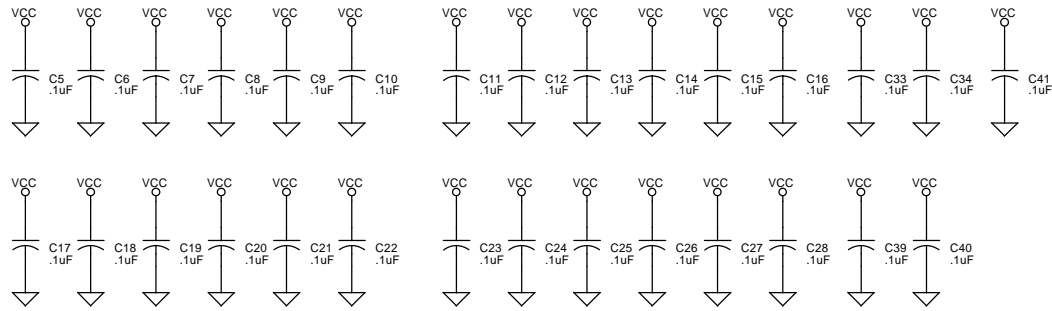 VCC VCC VCC VCC VCC VCC VCC VCC VCC VCC VCC VCC VCC VCC VCC
C5 C6 C7 C8 C9 C10 C11 C12 C13 C14 C15 C16 C33 C34 C41
.1uF .1uF .1uF .1uF .1uF .1uF .1uF .1uF .1uF .1uF .1uF .1uF .1uF .1uF .1uF
VCC VCC VCC VCC VCC VCC VCC VCC VCC VCC VCC VCC VCC VCC
C17 C18 C19 C20 C21 C22 C23 C24 C25 C26 C27 C28 C39 C40
.1uF .1uF .1uF .1uF .1uF .1uF .1uF .1uF .1uF .1uF .1uF .1uF .1uF .1uF